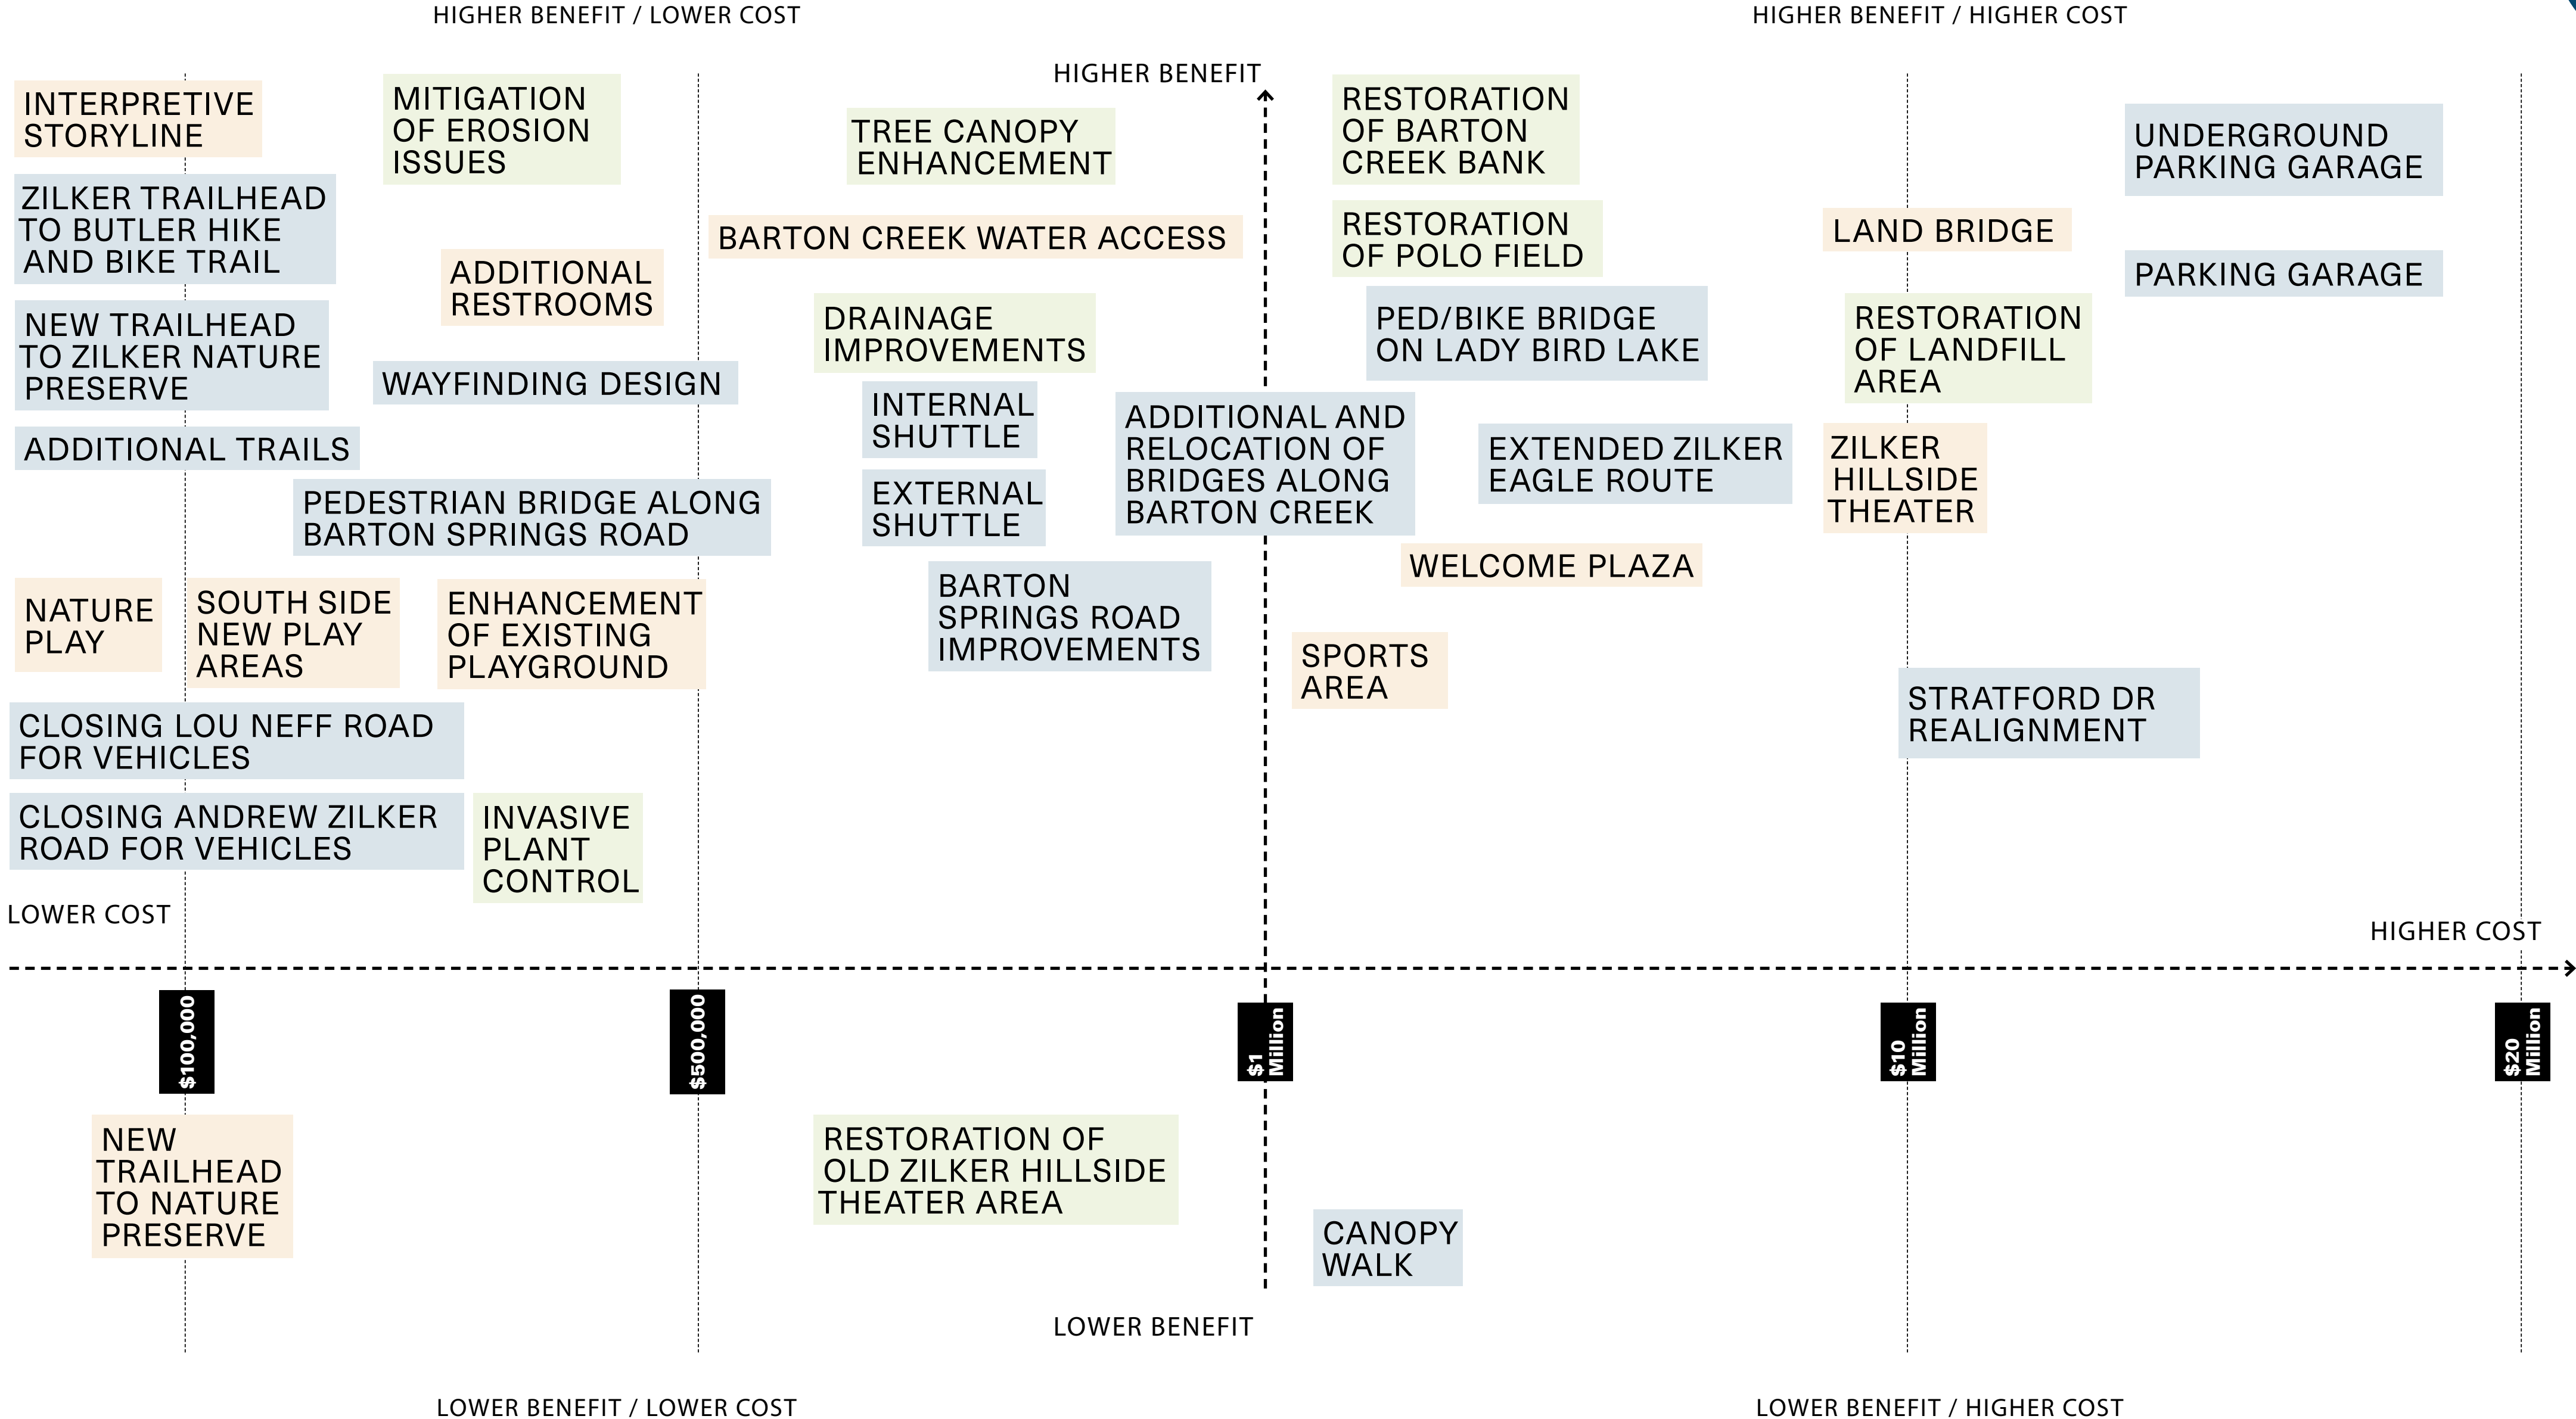 HIGHER BENEFIT / LOWER COST
HIGHER BENEFIT / HIGHER COST
HIGHER BENEFIT
INTERPRETIVE
STORYLINE
MITIGATION
OF EROSION
ISSUES
TREE CANOPY
ENHANCEMENT
RESTORATION
OF BARTON
CREEK BANK
UNDERGROUND
PARKING GARAGE
ZILKER TRAILHEAD
TO BUTLER HIKE
AND BIKE TRAIL
ADDITIONAL
RESTROOMS
BARTON CREEK WATER ACCESS
RESTORATION
OF POLO FIELD
LAND BRIDGE
PARKING GARAGE
NEW TRAILHEAD
TO ZILKER NATURE
PRESERVE
WAYFINDING DESIGN
DRAINAGE
IMPROVEMENTS
PED/BIKE BRIDGE
ON LADY BIRD LAKE
RESTORATION
OF LANDFILL
AREA
INTERNAL
SHUTTLE
ADDITIONAL AND
RELOCATION OF
BRIDGES ALONG
BARTON CREEK
ADDITIONAL TRAILS
EXTENDED ZILKER
EAGLE ROUTE
ZILKER
HILLSIDE
THEATER
PEDESTRIAN BRIDGE ALONG
BARTON SPRINGS ROAD
EXTERNAL
SHUTTLE
WELCOME PLAZA
NATURE
PLAY
SOUTH SIDE
NEW PLAY
AREAS
ENHANCEMENT
OF EXISTING
PLAYGROUND
BARTON
SPRINGS ROAD
IMPROVEMENTS
SPORTS
AREA
STRATFORD DR
REALIGNMENT
CLOSING LOU NEFF ROAD
FOR VEHICLES
CLOSING ANDREW ZILKER
ROAD FOR VEHICLES
INVASIVE
PLANT
CONTROL
LOWER COST
HIGHER COST
$100,000
$500,000
$1
Million
$10
Million
$20
Million
NEW
TRAILHEAD
TO NATURE
PRESERVE
RESTORATION OF
OLD ZILKER HILLSIDE
THEATER AREA
CANOPY
WALK
LOWER BENEFIT
LOWER BENEFIT / LOWER COST
LOWER BENEFIT / HIGHER COST